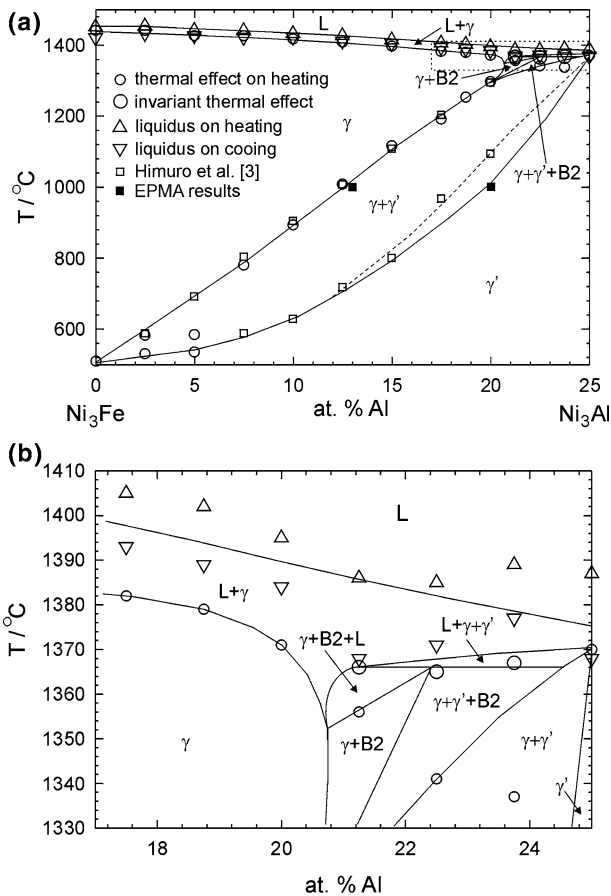 (a)
L
L+γ
1400
1200
1000
800
600
T / °C
thermal effect on heating
invariant thermal effect
liquidus on heating
liquidus on cooing
Himuro et al. [3]
EPMA results
γ
γ+B2
γ+γ'+B2
γ+γ'
γ'
0 5 10 15 20 25
Ni₃Fe at. % Al Ni₃Al
(b)
1410
1400
1390
1380
1370
1360
1350
1340
1330
T / °C
L
L+γ
γ+B2+L
L+γ+γ'
γ+γ'+B2
γ+B2
γ
γ+γ'
γ'
18 20 22 24
at. % Al